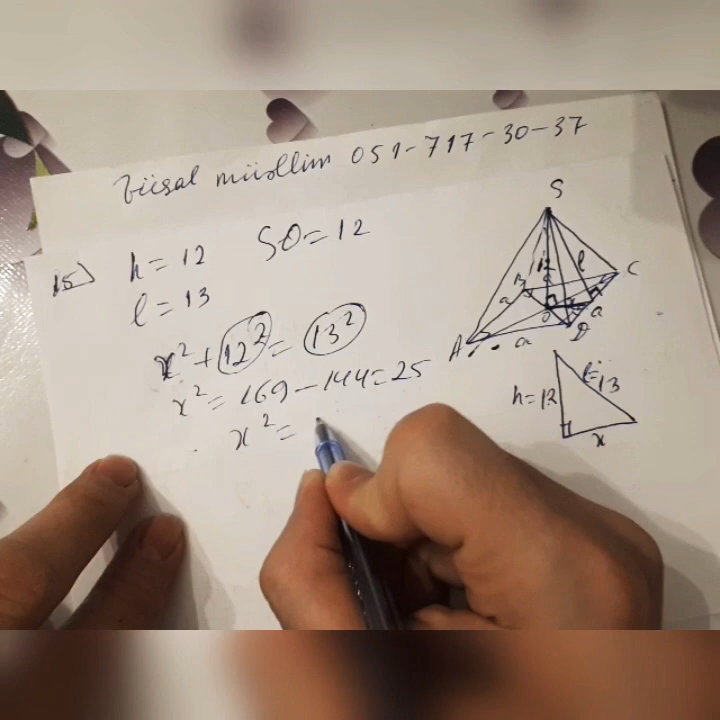 Vüsal müəllim 051-717-30-37
15) h = 12 SO = 12
l = 13
x² + 12² = 13²
x² = 169 - 144 = 25
x² =
S
B
C
A
D
O
12
l
a
a
a
h = 12
l = 13
x